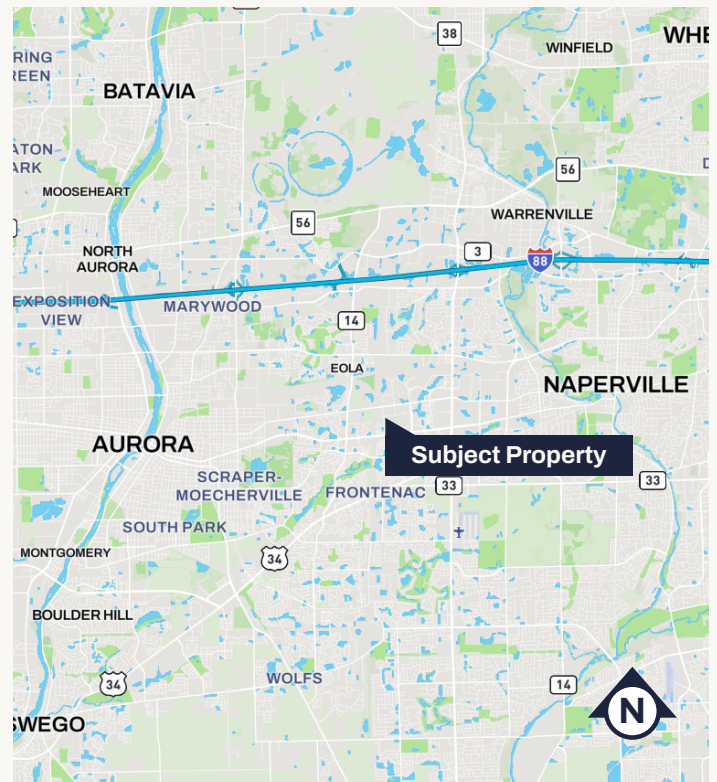 38
WHE
WINFIELD
RING
REEN
BATAVIA
ATON
ARK
56
D
MOOSEHEART
WARRENVILLE
56
NORTH
AURORA
3
88
EXPOSITION
VIEW
MARYWOOD
14
EOLA
NAPERVILLE
AURORA
Subject Property
SCRAPER-
MOECHERVILLE
FRONTENAC
33
33
SOUTH PARK
MONTGOMERY
34
BOULDER HILL
WOLFS
34
14
N
SWEGO